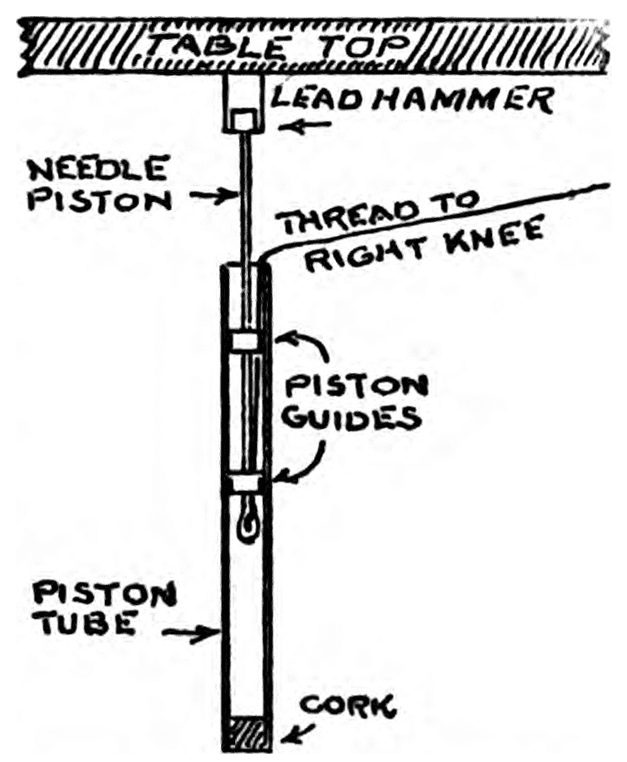 TABLE TOP
LEAD HAMMER
NEEDLE
PISTON
THREAD TO
RIGHT KNEE
PISTON
GUIDES
PISTON
TUBE
CORK